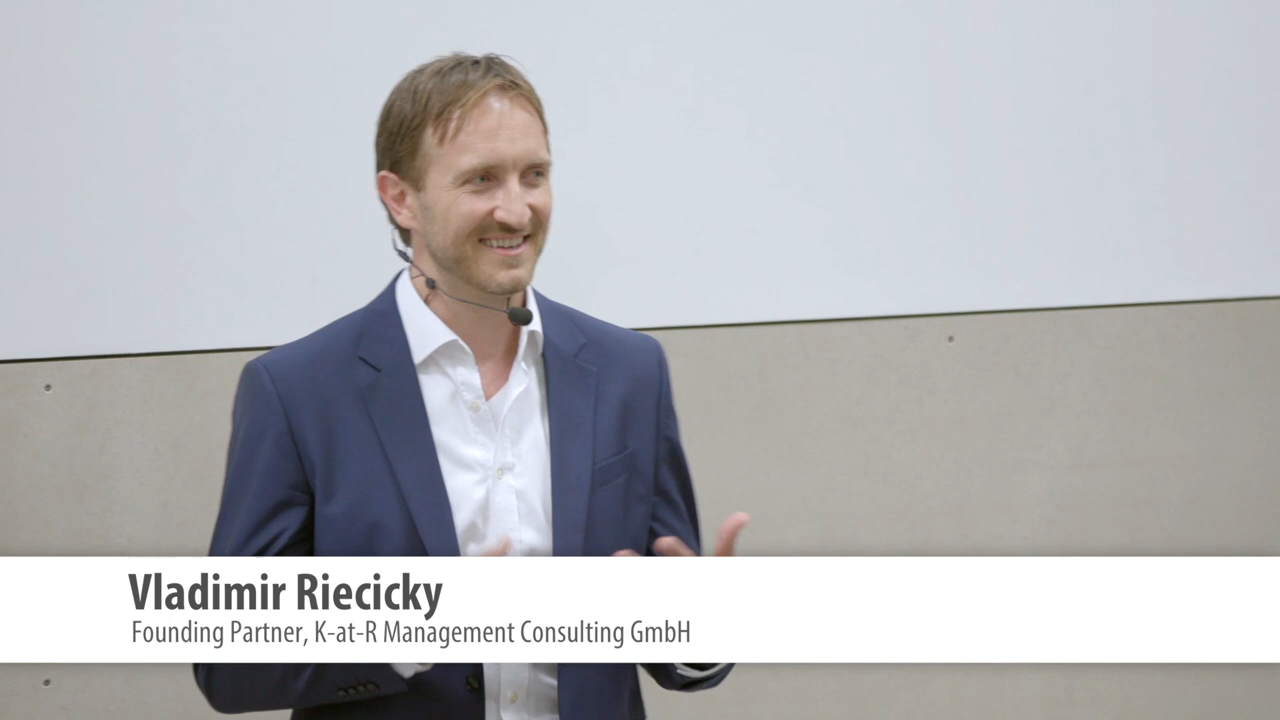 Vladimir Riecicky
Founding Partner, K-at-R Management Consulting GmbH